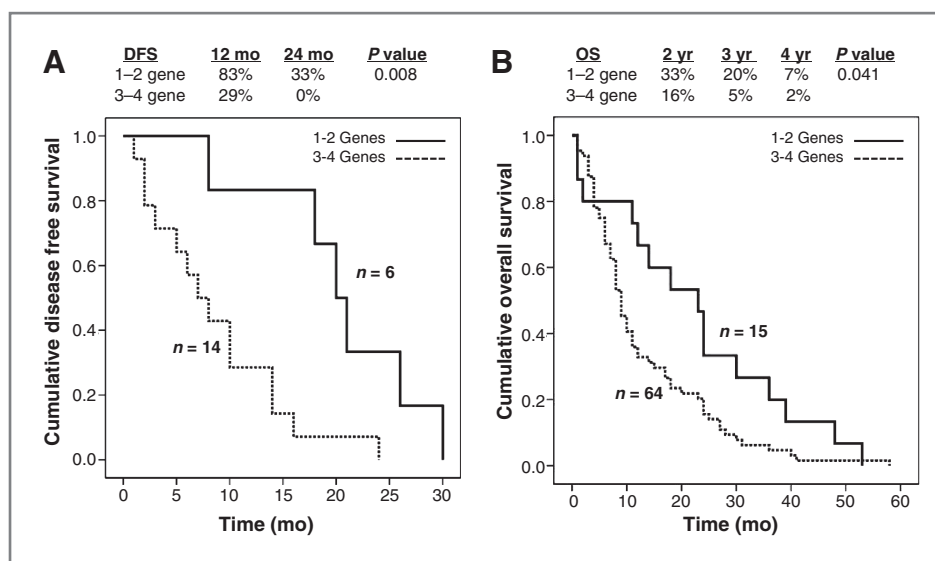 A
DFS 12 mo 24 mo P value
1–2 gene 83% 33% 0.008
3–4 gene 29% 0%
1-2 Genes
3-4 Genes
1.0
0.8
0.6
0.4
0.2
0.0
Cumulative disease free survival
n = 6
n = 14
0 5 10 15 20 25 30
Time (mo)
B
OS 2 yr 3 yr 4 yr P value
1–2 gene 33% 20% 7% 0.041
3–4 gene 16% 5% 2%
1-2 Genes
3-4 Genes
1.0
0.8
0.6
0.4
0.2
0.0
Cumulative overall survival
n = 15
n = 64
0 10 20 30 40 50 60
Time (mo)